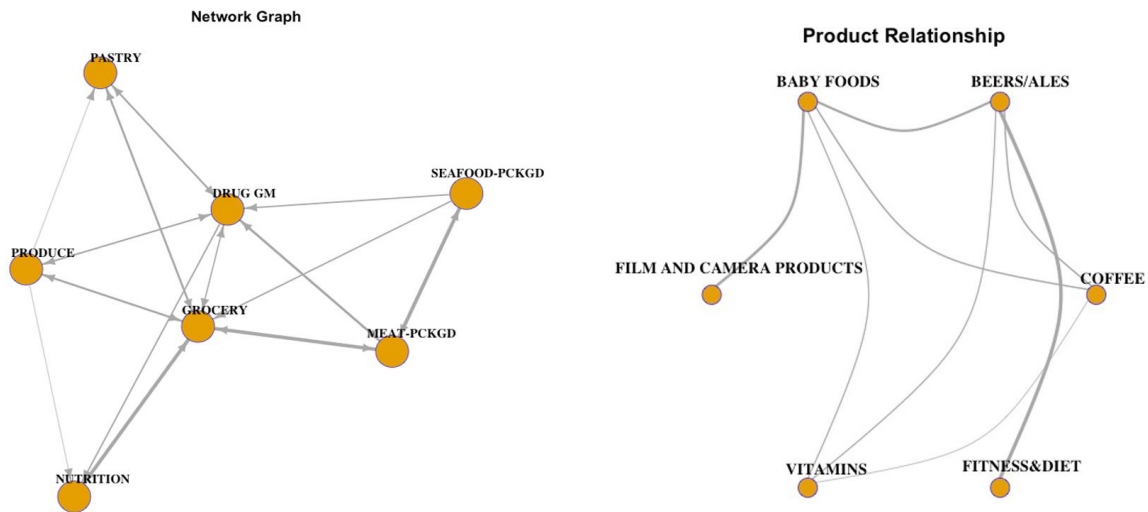 Network Graph
PASTRY
DRUG GM
SEAFOOD-PCKGD
PRODUCE
GROCERY
MEAT-PCKGD
NUTRITION
Product Relationship
BABY FOODS
BEERS/ALES
FILM AND CAMERA PRODUCTS
COFFEE
VITAMINS
FITNESS&DIET